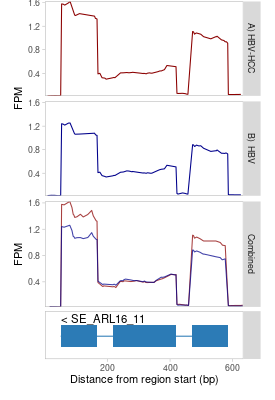 1.6
1.2
0.8
0.4
A) HBV-HCC
FPM
1.6
1.2
0.8
0.4
B) HBV
1.6
1.2
0.8
0.4
Combined
FPM
< SE_ARL16_11
200
400
600
Distance from region start (bp)